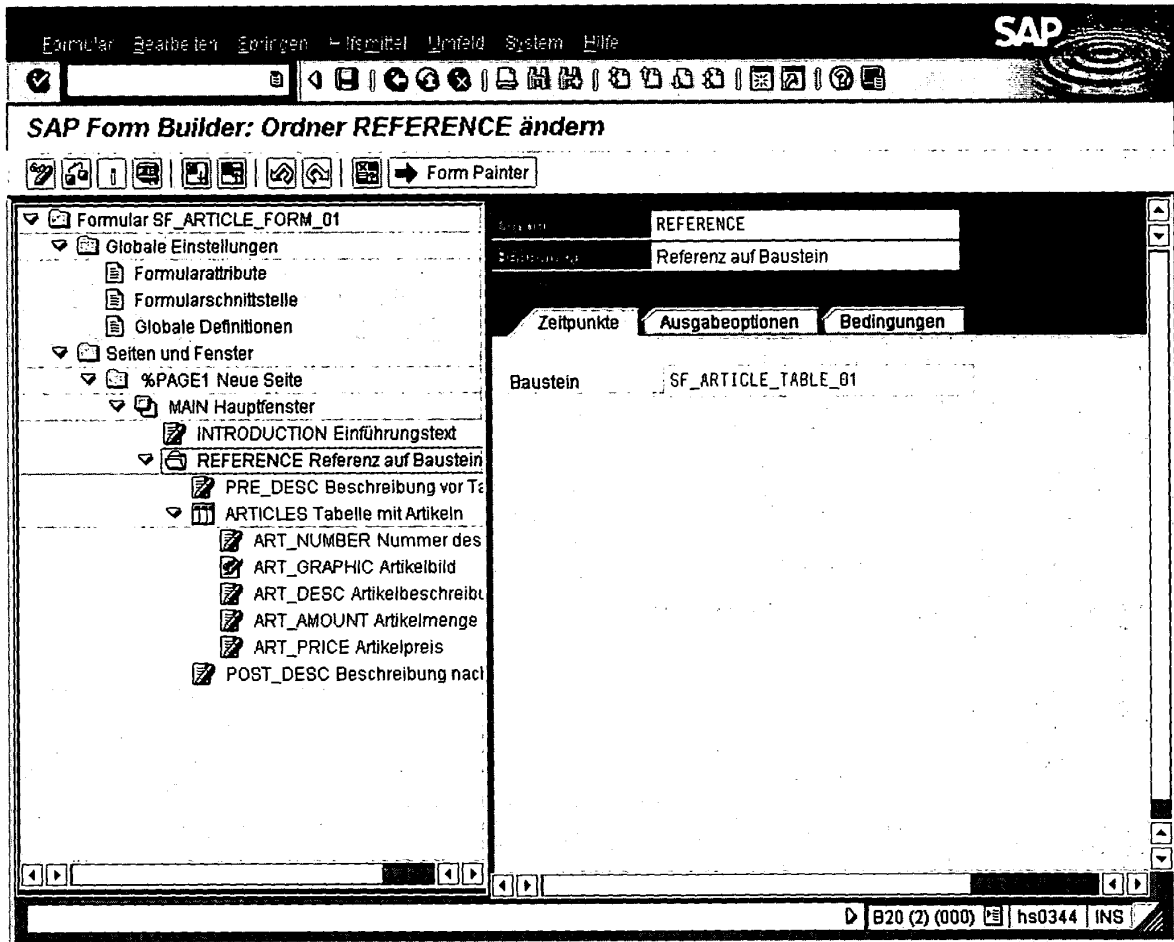 Formular Bearbeiten Springen Hilfsmittel Umfeld System Hilfe
SAP
SAP Form Builder: Ordner REFERENCE ändern
Form Painter
Formular SF_ARTICLE_FORM_01
Globale Einstellungen
Formularattribute
Formularschnittstelle
Globale Definitionen
Seiten und Fenster
%PAGE1 Neue Seite
MAIN Hauptfenster
INTRODUCTION Einführungstext
REFERENCE Referenz auf Baustein
PRE_DESC Beschreibung vor Ta
ARTICLES Tabelle mit Artikeln
ART_NUMBER Nummer des
ART_GRAPHIC Artikelbild
ART_DESC Artikelbeschreibu
ART_AMOUNT Artikelmenge
ART_PRICE Artikelpreis
POST_DESC Beschreibung nach
REFERENCE
Referenz auf Baustein
Zeitpunkte Ausgabeoptionen Bedingungen
Baustein SF_ARTICLE_TABLE_01
B20 (2) (000) hs0344 INS